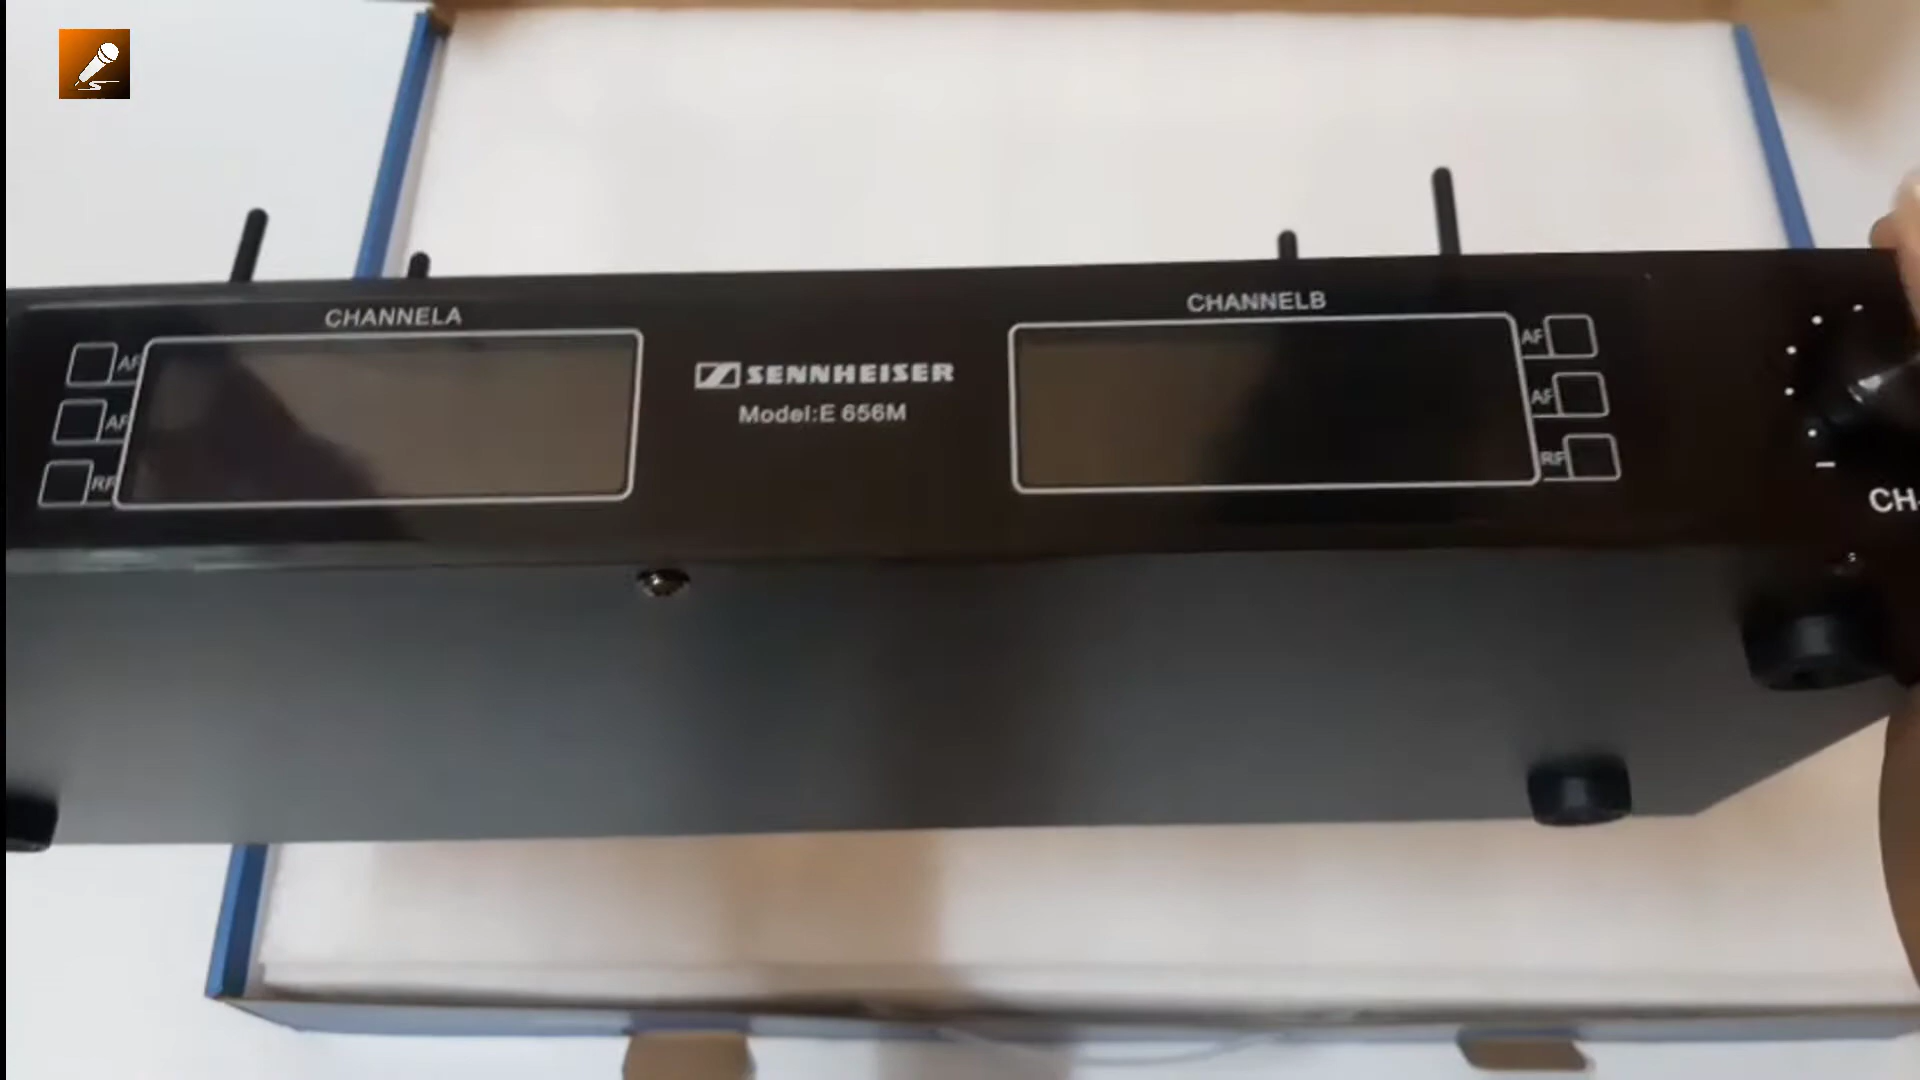 CHANNELA
CHANNELB
AF
AF
RF
SENNHEISER
Model:E 656M
AF
AF
RF
CH-